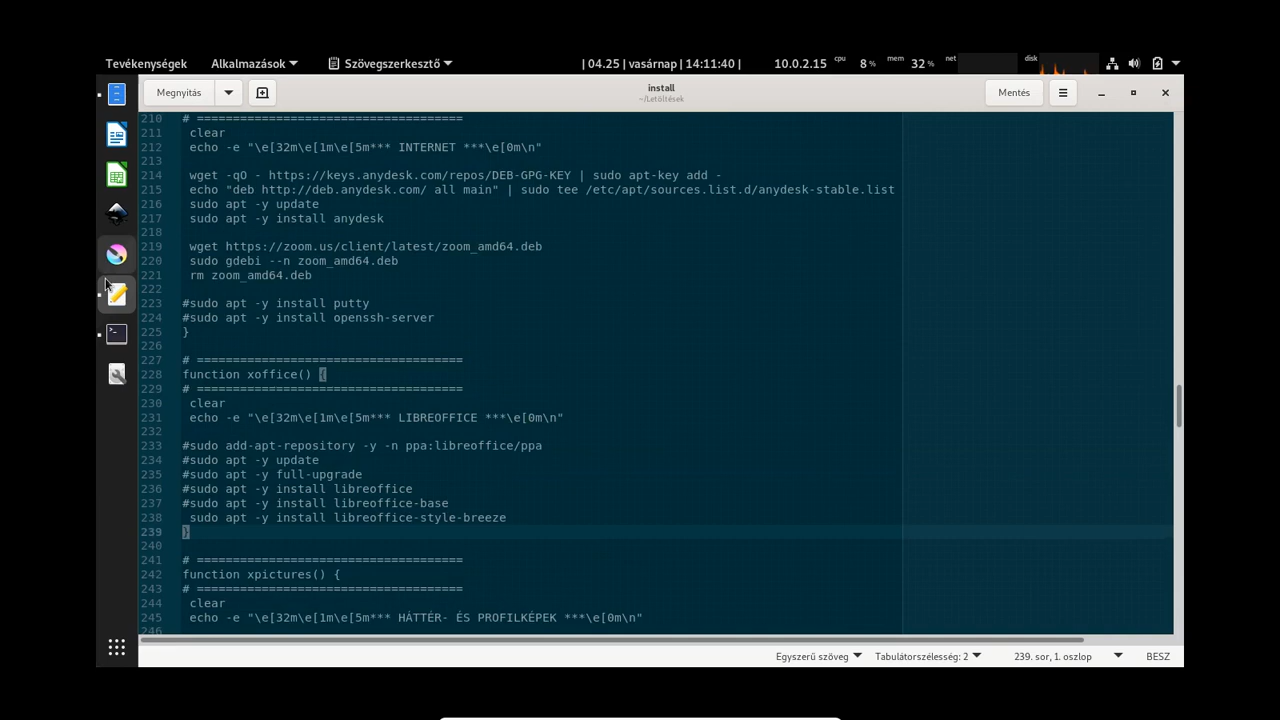 Tevékenységek Alkalmazások Szövegszerkesztő | 04.25 | vasárnap | 14:11:40 | 10.0.2.15 cpu 8 % mem 32 % net disk
Megnyitás install Mentés
~/Letöltések
210 # =====================================
211 clear
212 echo -e "\e[32m\e[1m\e[5m*** INTERNET ***\e[0m\n"
213
214 wget -qO - https://keys.anydesk.com/repos/DEB-GPG-KEY | sudo apt-key add -
215 echo "deb http://deb.anydesk.com/ all main" | sudo tee /etc/apt/sources.list.d/anydesk-stable.list
216 sudo apt -y update
217 sudo apt -y install anydesk
218
219 wget https://zoom.us/client/latest/zoom_amd64.deb
220 sudo gdebi --n zoom_amd64.deb
221 rm zoom_amd64.deb
222
223 #sudo apt -y install putty
224 #sudo apt -y install openssh-server
225 }
226
227 # =====================================
228 function xoffice() {
229 # =====================================
230 clear
231 echo -e "\e[32m\e[1m\e[5m*** LIBREOFFICE ***\e[0m\n"
232
233 #sudo add-apt-repository -y -n ppa:libreoffice/ppa
234 #sudo apt -y update
235 #sudo apt -y full-upgrade
236 #sudo apt -y install libreoffice
237 #sudo apt -y install libreoffice-base
238 sudo apt -y install libreoffice-style-breeze
239 }
240
241 # =====================================
242 function xpictures() {
243 # =====================================
244 clear
245 echo -e "\e[32m\e[1m\e[5m*** HÁTTÉR- ÉS PROFILKÉPEK ***\e[0m\n"
246
Egyszerű szöveg Tabulátorszélesség: 2 239. sor, 1. oszlop BESZ